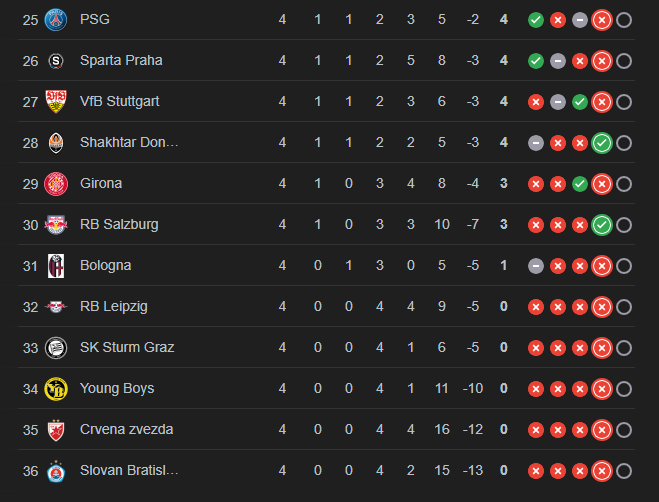 25 PSG 4 1 1 2 3 5 -2 4
26 Sparta Praha 4 1 1 2 5 8 -3 4
27 VfB Stuttgart 4 1 1 2 3 6 -3 4
28 Shakhtar Don... 4 1 1 2 2 5 -3 4
29 Girona 4 1 0 3 4 8 -4 3
30 RB Salzburg 4 1 0 3 3 10 -7 3
31 Bologna 4 0 1 3 0 5 -5 1
32 RB Leipzig 4 0 0 4 4 9 -5 0
33 SK Sturm Graz 4 0 0 4 1 6 -5 0
34 Young Boys 4 0 0 4 1 11 -10 0
35 Crvena zvezda 4 0 0 4 4 16 -12 0
36 Slovan Bratisl... 4 0 0 4 2 15 -13 0